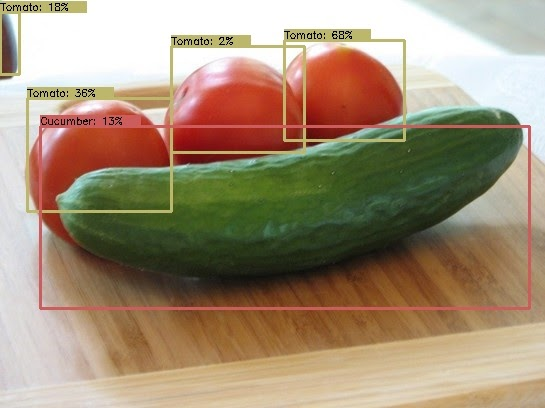 Tomato: 18%
Tomato: 2%
Tomato: 68%
Tomato: 36%
Cucumber: 13%